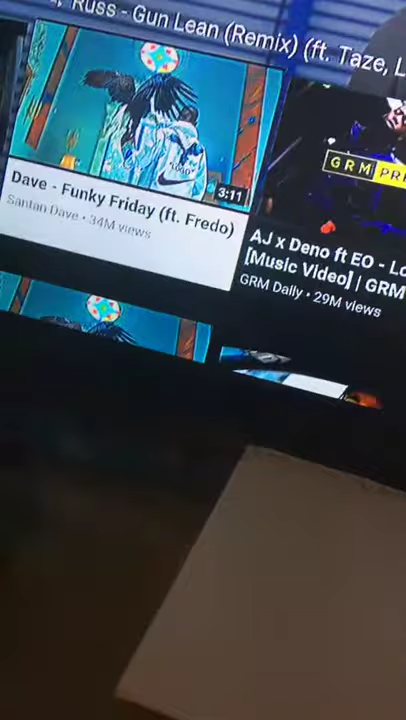 Russ - Gun Lean (Remix) (ft. Taze, L
3:11
GRM PRE
Dave - Funky Friday (ft. Fredo)
Santan Dave • 34M views
AJ x Deno ft EO - Lo
[Music Video] | GRM
GRM Daily • 29M views